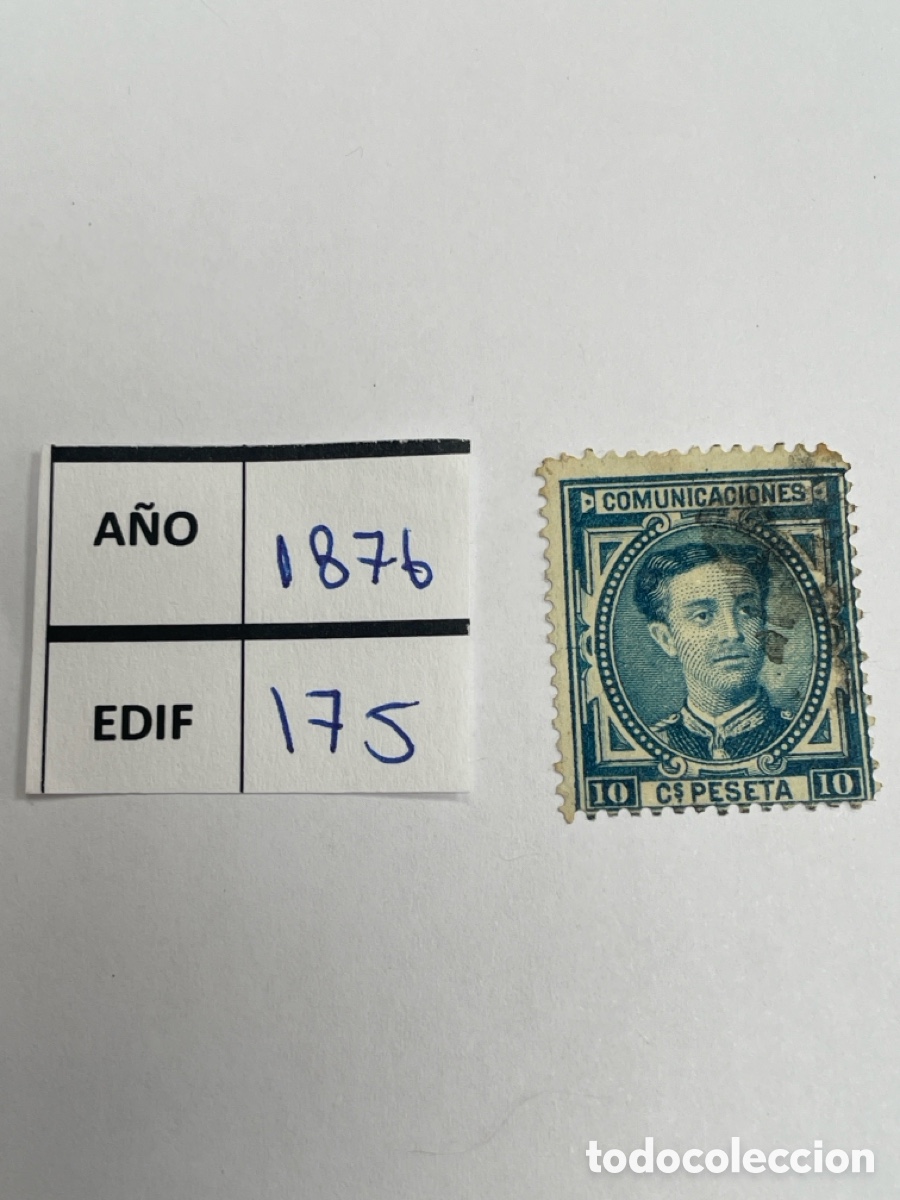 AÑO 1876
EDIF 175
COMUNICACIONES
10 Cs PESETA 10
todocoleccion